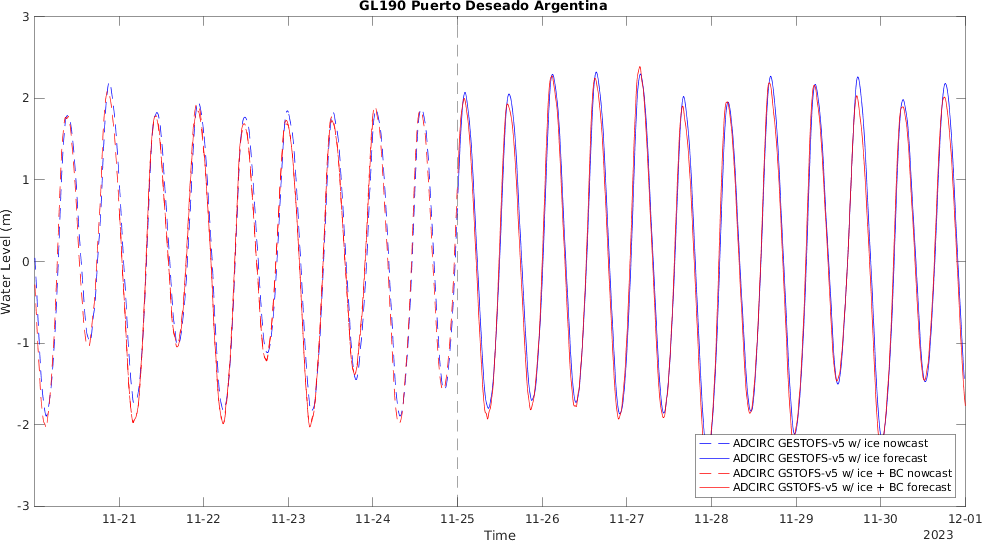 GL190 Puerto Deseado Argentina
3
2
1
0
-1
-2
-3
Water Level (m)
ADCIRC GESTOFS-v5 w/ ice nowcast
ADCIRC GESTOFS-v5 w/ ice forecast
ADCIRC GSTOFS-v5 w/ ice + BC nowcast
ADCIRC GSTOFS-v5 w/ ice + BC forecast
11-21 11-22 11-23 11-24 11-25 11-26 11-27 11-28 11-29 11-30 12-01
Time
2023